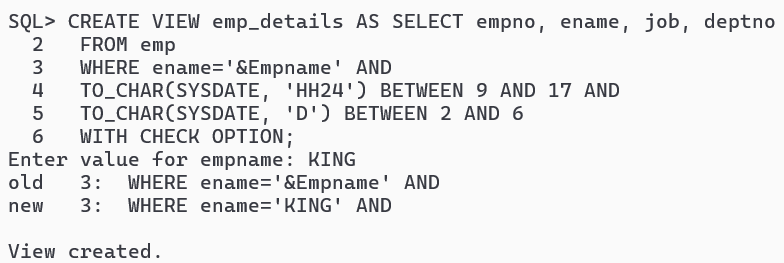 SQL> CREATE VIEW emp_details AS SELECT empno, ename, job, deptno
  2   FROM emp
  3   WHERE ename='&Empname' AND
  4   TO_CHAR(SYSDATE, 'HH24') BETWEEN 9 AND 17 AND
  5   TO_CHAR(SYSDATE, 'D') BETWEEN 2 AND 6
  6   WITH CHECK OPTION;
Enter value for empname: KING
old   3:  WHERE ename='&Empname' AND
new   3:  WHERE ename='KING' AND

View created.